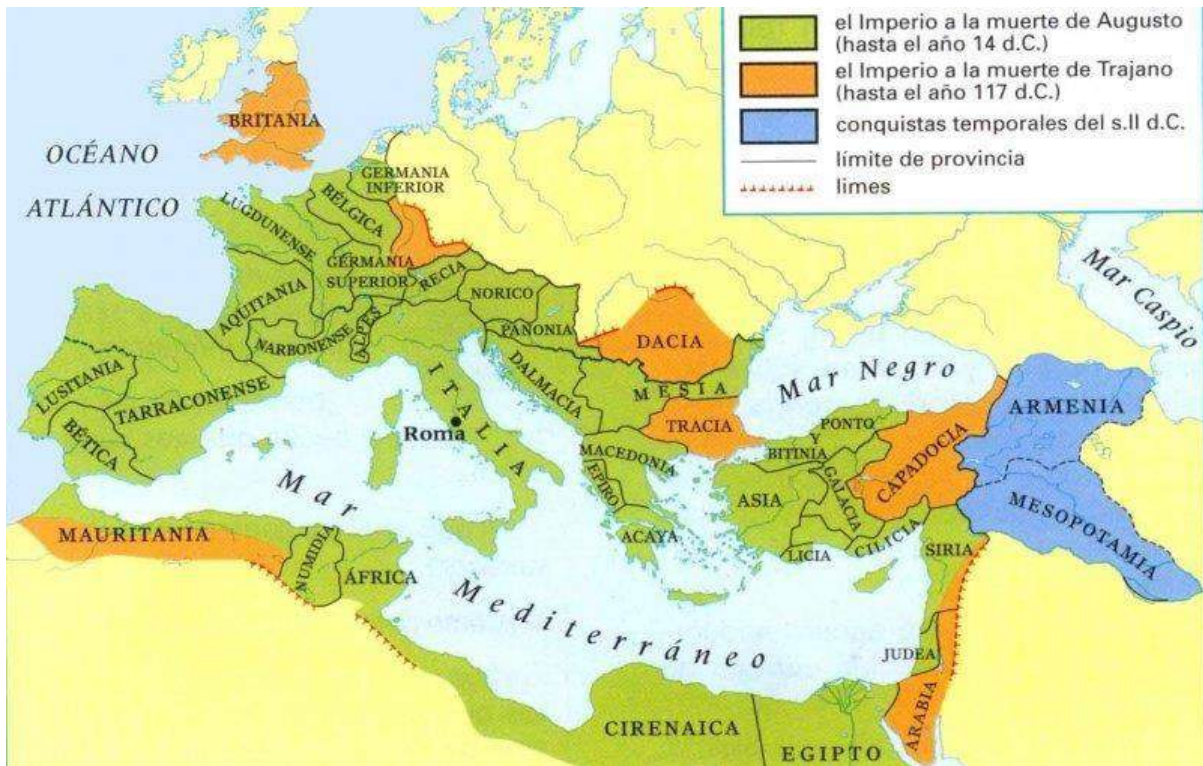 el Imperio a la muerte de Augusto
(hasta el año 14 d.C.)
el Imperio a la muerte de Trajano
(hasta el año 117 d.C.)
conquistas temporales del s.II d.C.
límite de provincia
limes
BRITANIA
OCÉANO
ATLÁNTICO
GERMANIA
INFERIOR
BÉLGICA
LUGDUNENSE
GERMANIA
SUPERIOR
RECIA
NORICO
AQUITANIA
NARBONENSE
ALPES
PANONIA
DACIA
Mar Caspio
LUSITANIA
TARRACONENSE
BÉTICA
ITALIA
Roma
DALMACIA
MESIA
Mar Negro
TRACIA
ARMENIA
PONTO
Y
BITINIA
MACEDONIA
EPIRO
ASIA
GALACIA
CAPADOCIA
MESOPOTAMIA
ACAYA
LICIA
CILICIA
SIRIA
MAURITANIA
NUMIDIA
ÁFRICA
Mar
Mediterráneo
JUDEA
ARABIA
CIRENAICA
EGIPTO